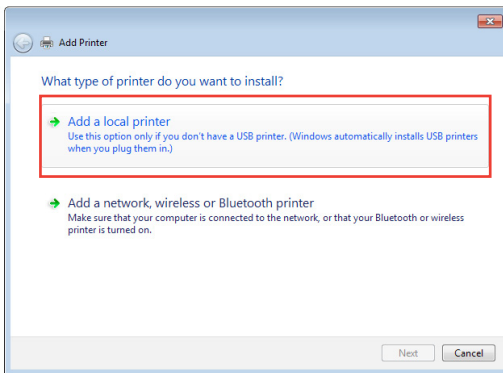 Add Printer
What type of printer do you want to install?
Add a local printer
Use this option only if you don't have a USB printer. (Windows automatically installs USB printers
when you plug them in.)
Add a network, wireless or Bluetooth printer
Make sure that your computer is connected to the network, or that your Bluetooth or wireless
printer is turned on.
Next
Cancel